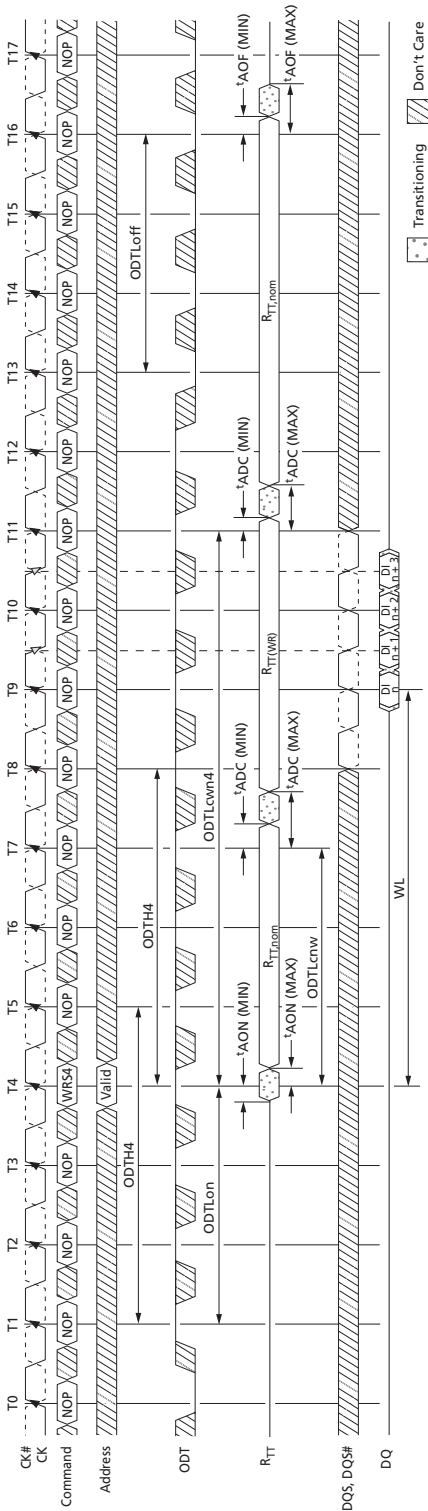 T0 T1 T2 T3 T4 T5 T6 T7 T8 T9 T10 T11 T12 T13 T14 T15 T16 T17
CK#
CK
Command NOP NOP NOP NOP WRS4 NOP NOP NOP NOP NOP NOP NOP NOP NOP NOP NOP NOP NOP
Address Valid
ODTH4 ODTH4 ODTLoff
ODT
ODTLon ODTLcwn4
tAON (MIN) tADC (MIN) tADC (MIN) tAOF (MIN)
RTT RTT,nom RTT(WR) RTT,nom
tAON (MAX) tADC (MAX) tADC (MAX) tAOF (MAX)
ODTLcnw
DQS, DQS#
WL
DQ DI n DI n + 1 DI n + 2 DI n + 3
Transitioning Don't Care